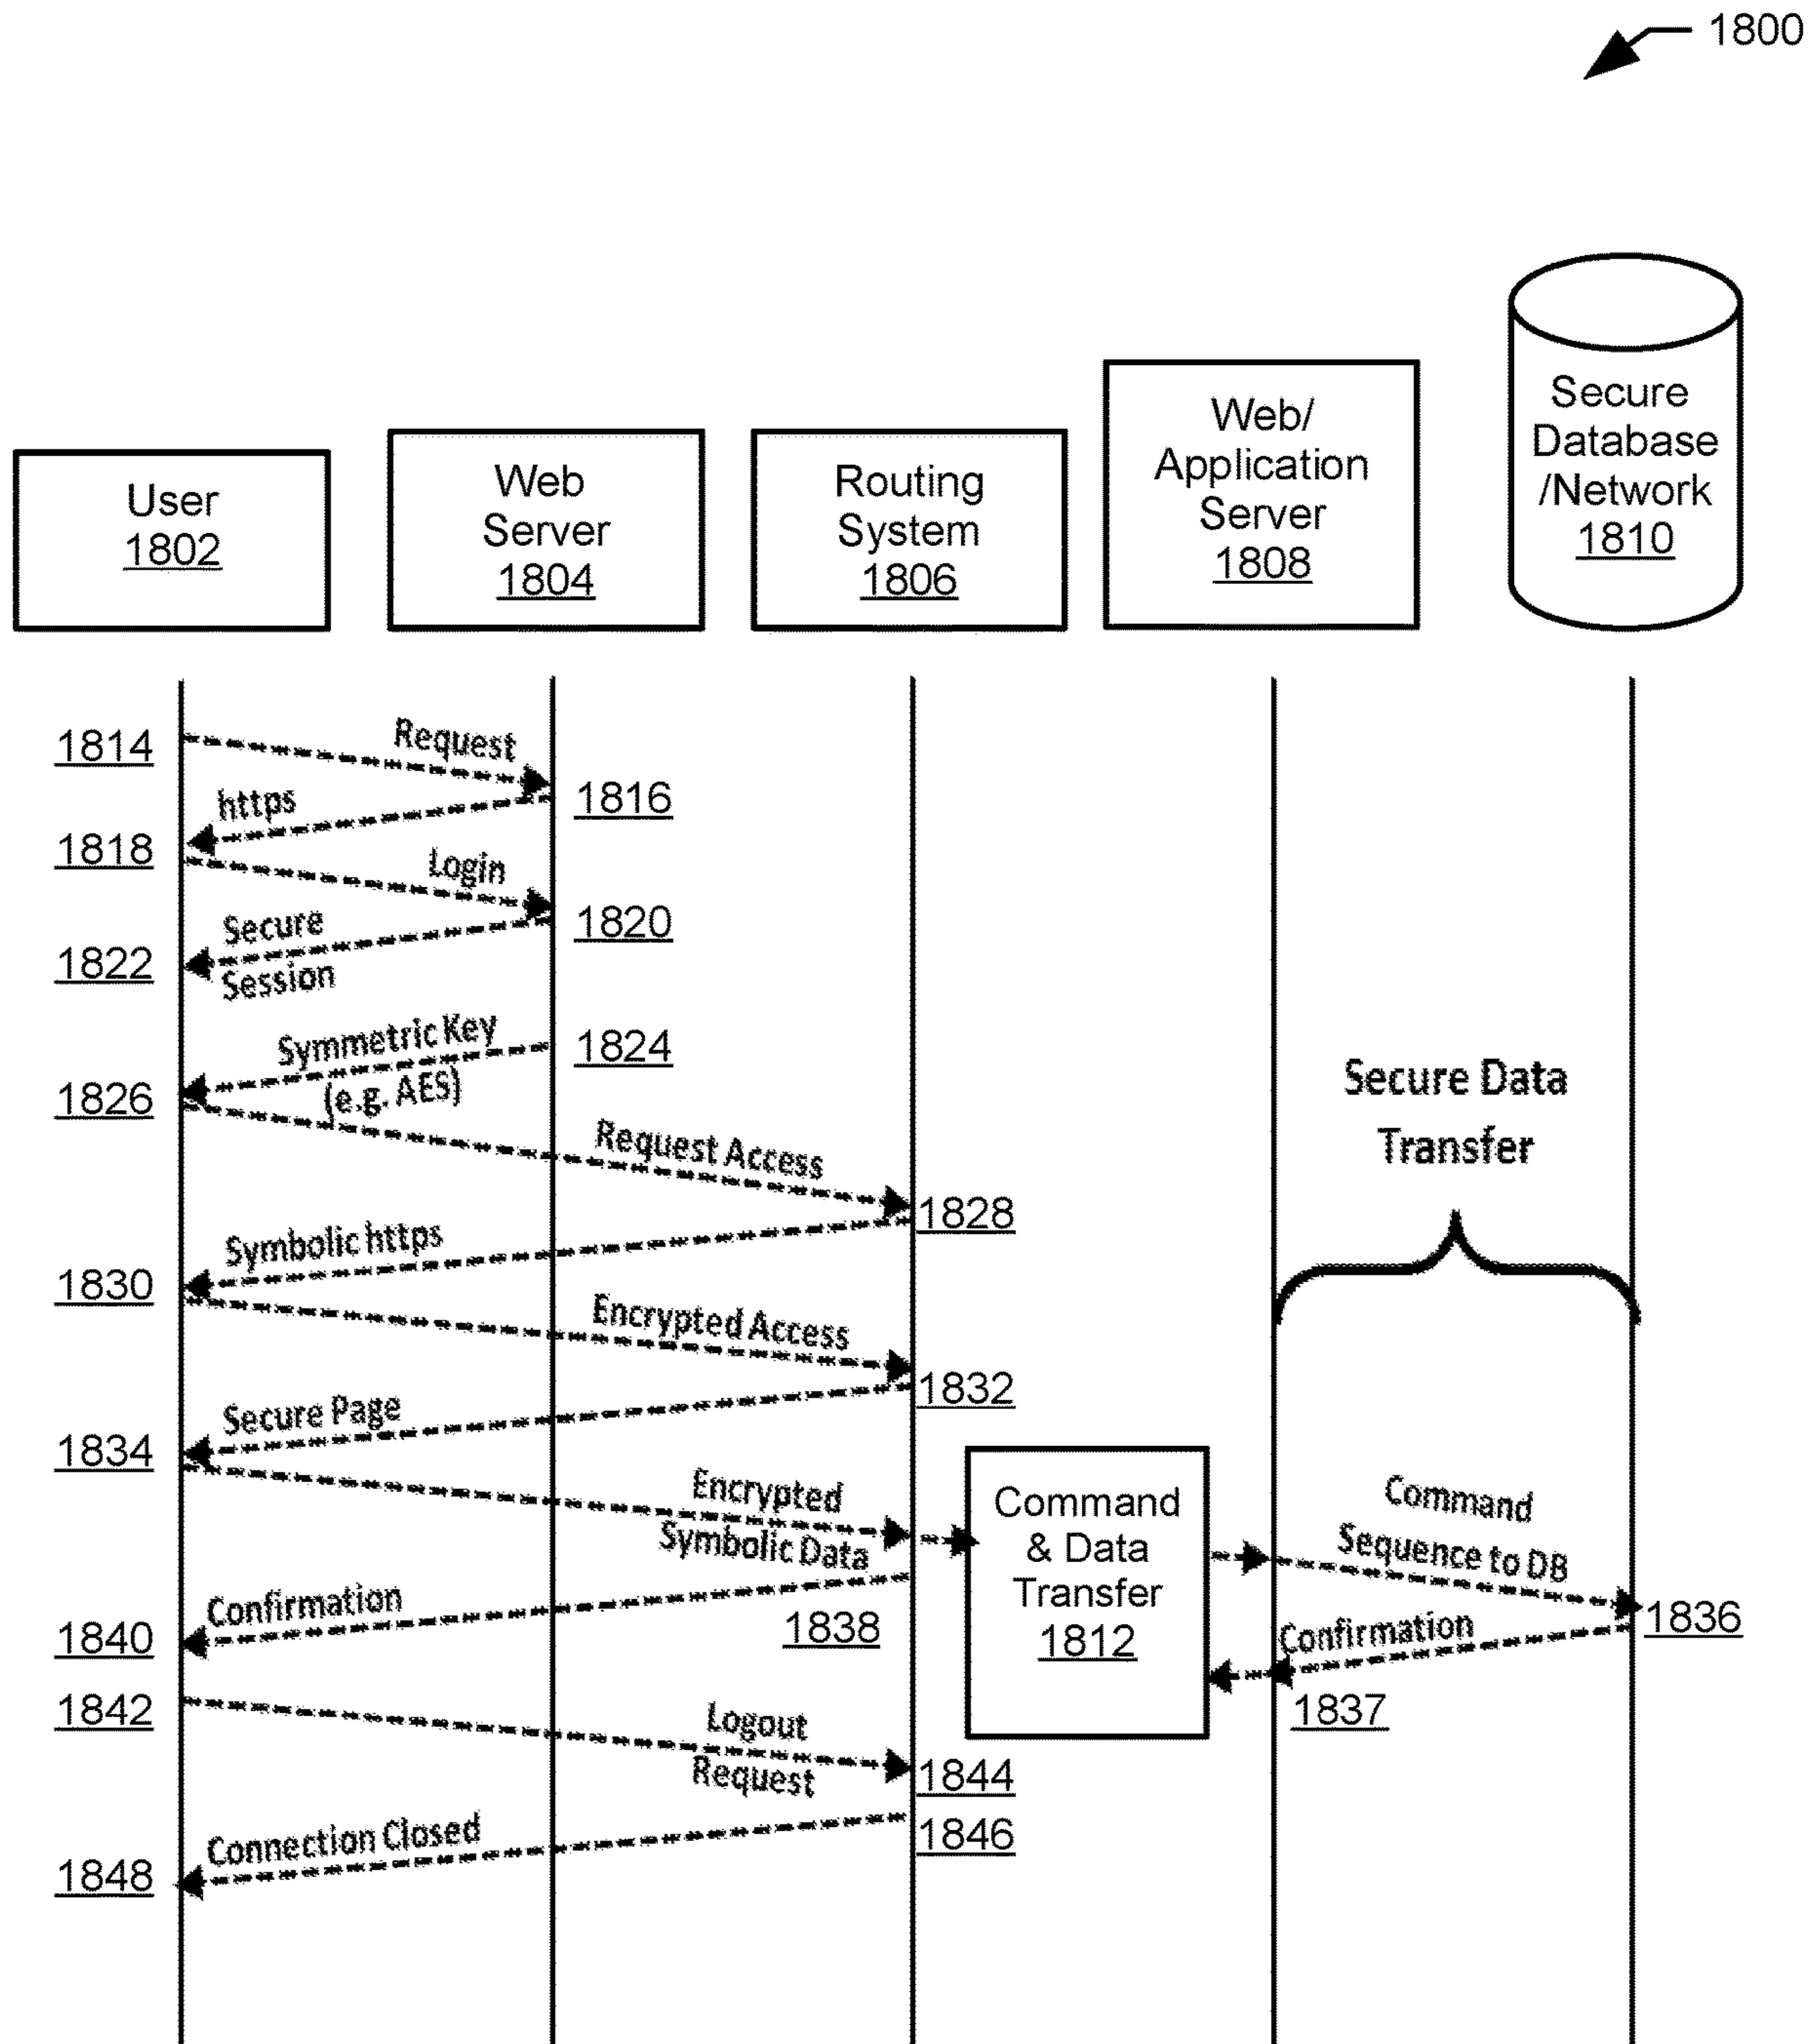 1800
User
1802
Web
Server
1804
Routing
System
1806
Web/
Application
Server
1808
Secure
Database
/Network
1810
1814
Request
https
1816
1818
Login
Secure
1820
1822
Session
Symmetric Key
1824
1826
(e.g. AES)
Request Access
Secure Data
Transfer
1828
Symbolic https
1830
Encrypted Access
1832
Secure Page
1834
Encrypted
Symbolic Data
Command
& Data
Transfer
1812
Command
Sequence to DB
1836
Confirmation
1837
1838
Confirmation
1840
1842
Logout
Request
1844
1846
Connection Closed
1848